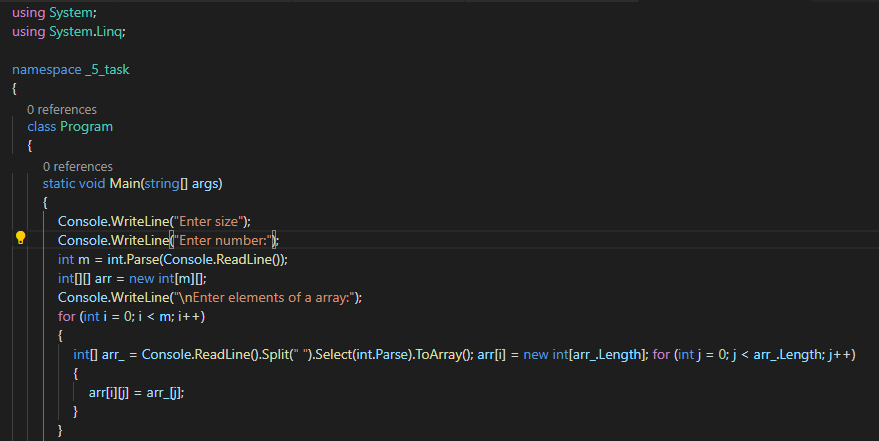 using System;
using System.Linq;
namespace _5_task
{
0 references
class Program
{
0 references
static void Main(string[] args)
{
Console.WriteLine("Enter size");
Console.WriteLine("Enter number:");
int m = int.Parse(Console.ReadLine());
int[][] arr = new int[m][];
Console.WriteLine("\nEnter elements of a array:");
for (int i = 0; i < m; i++)
{
int[] arr_ = Console.ReadLine().Split(" ").Select(int.Parse).ToArray(); arr[i] = new int[arr_.Length]; for (int j = 0; j < arr_.Length; j++)
{
arr[i][j] = arr_[j];
}
}